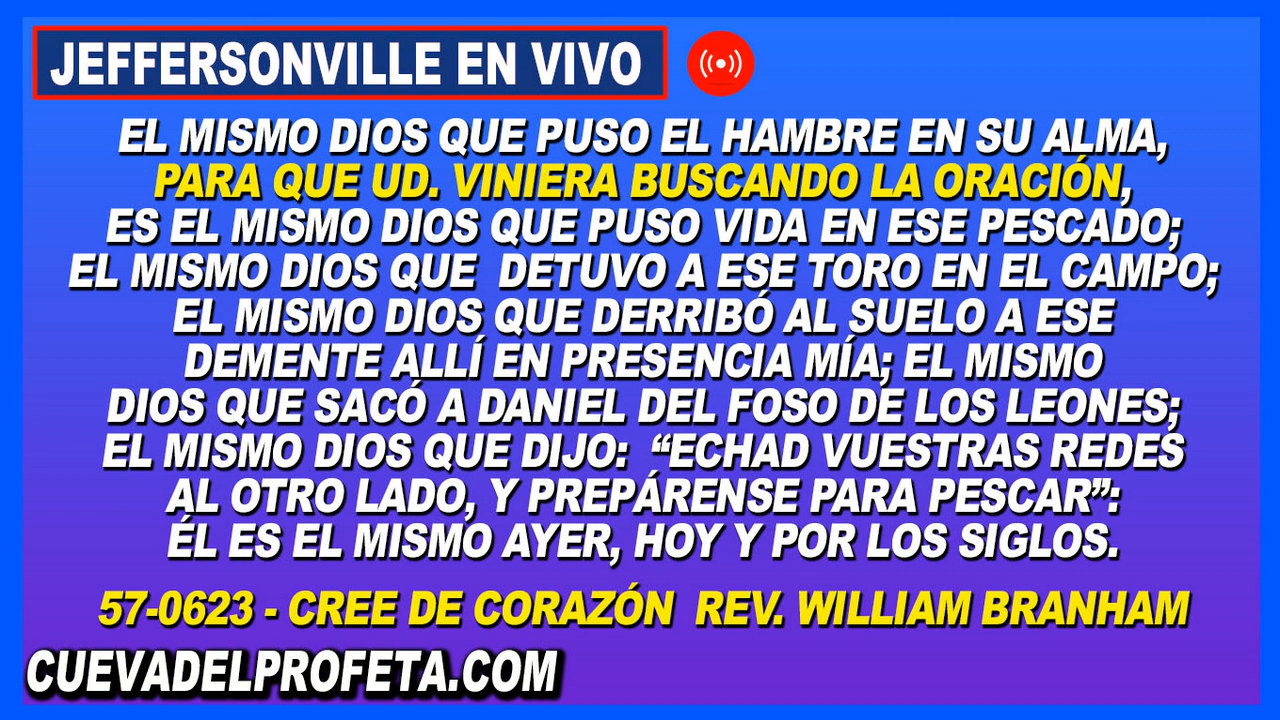 JEFFERSONVILLE EN VIVO
EL MISMO DIOS QUE PUSO EL HAMBRE EN SU ALMA,
PARA QUE UD. VINIERA BUSCANDO LA ORACIÓN,
ES EL MISMO DIOS QUE PUSO VIDA EN ESE PESCADO;
EL MISMO DIOS QUE DETUVO A ESE TORO EN EL CAMPO;
EL MISMO DIOS QUE DERRIBÓ AL SUELO A ESE
DEMENTE ALLÍ EN PRESENCIA MÍA; EL MISMO
DIOS QUE SACÓ A DANIEL DEL FOSO DE LOS LEONES;
EL MISMO DIOS QUE DIJO: “ECHAD VUESTRAS REDES
AL OTRO LADO, Y PREPÁRENSE PARA PESCAR”:
ÉL ES EL MISMO AYER, HOY Y POR LOS SIGLOS.
57-0623 - CREE DE CORAZÓN REV. WILLIAM BRANHAM
CUEVADELPROFETA.COM